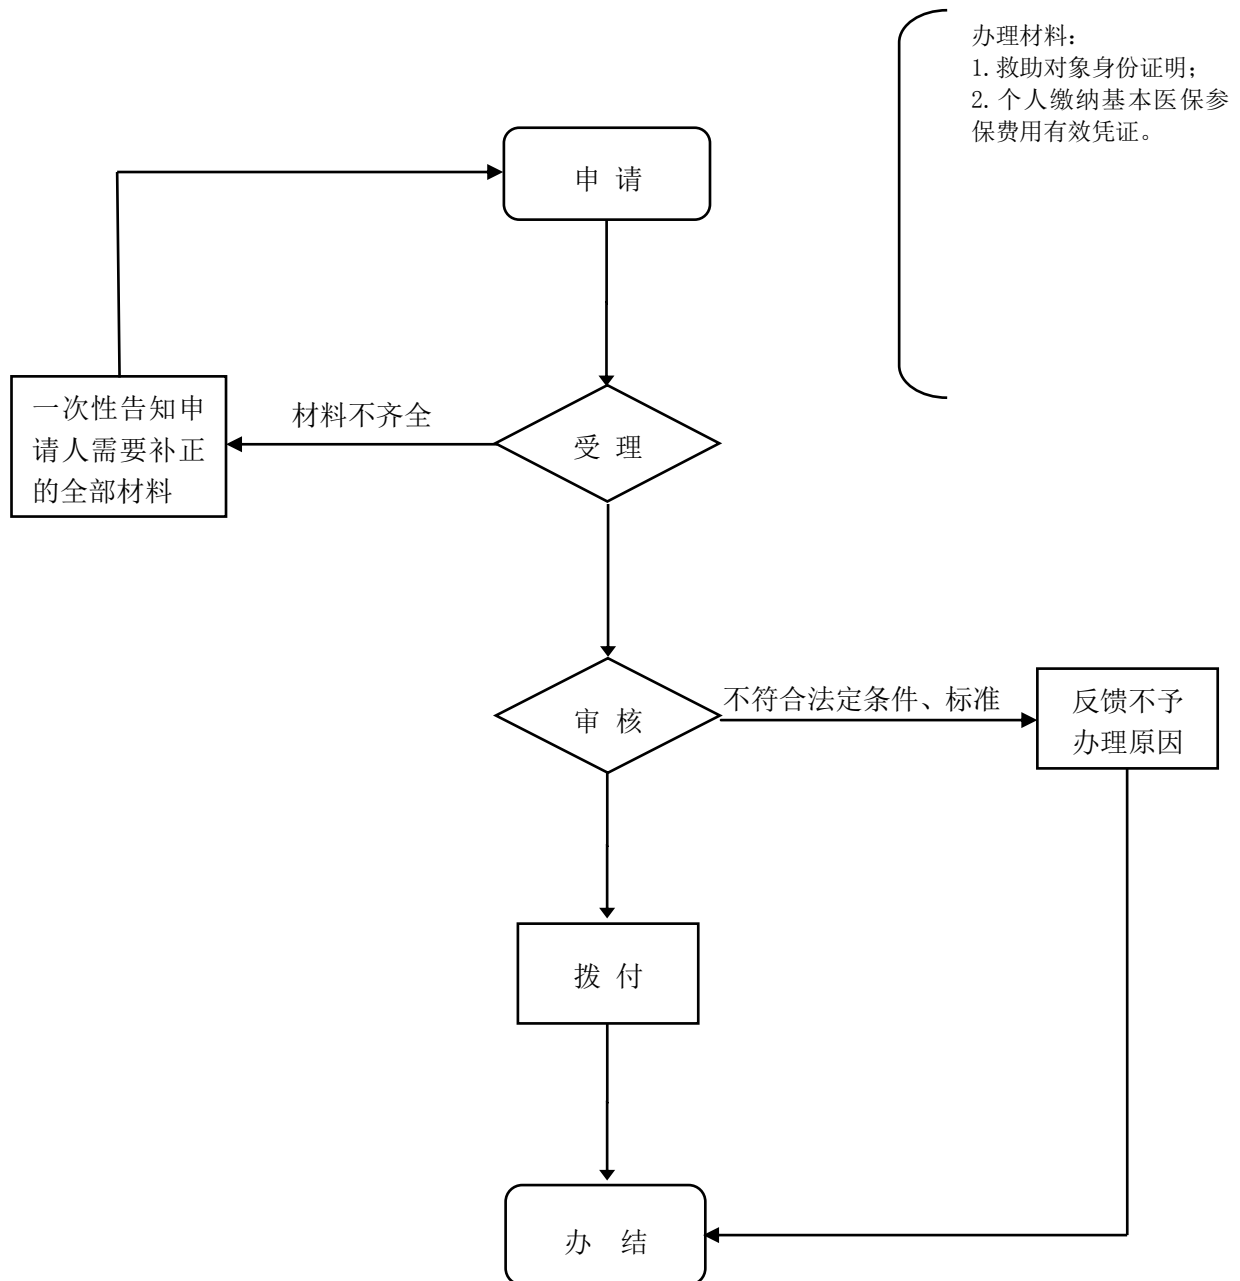 办理材料：
1.救助对象身份证明；
2.个人缴纳基本医保参
保费用有效凭证。
申 请
一次性告知申
请人需要补正
的全部材料
材料不齐全
受 理
审 核
不符合法定条件、标准
反馈不予
办理原因
拨 付
办 结